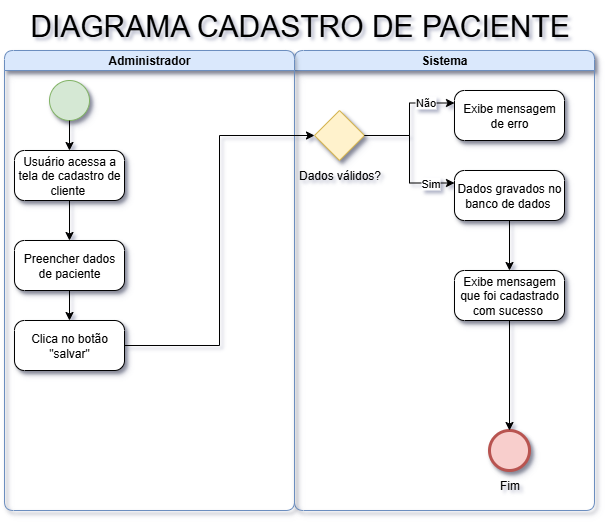 DIAGRAMA CADASTRO DE PACIENTE
Administrador
Usuário acessa a
tela de cadastro de
cliente
Preencher dados
de paciente
Clica no botão
"salvar"
Sistema
Dados válidos?
Não
Exibe mensagem
de erro
Sim
Dados gravados no
banco de dados
Exibe mensagem
que foi cadastrado
com sucesso
Fim